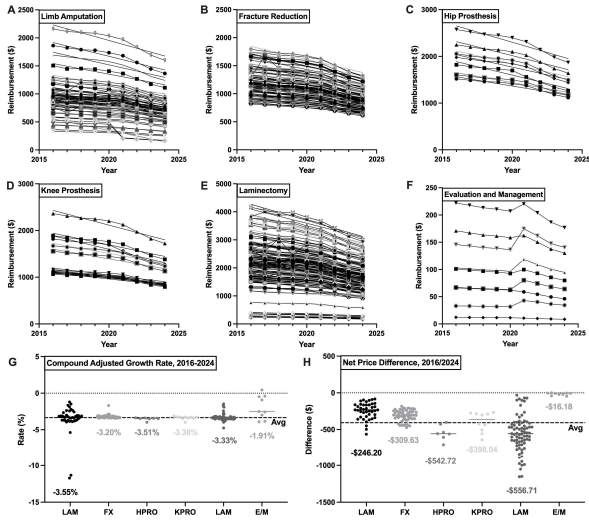 A Limb Amputation
2500
2000
1500
1000
500
0
Reimbursement ($)
2015 2020 2025
Year
B Fracture Reduction
3000
2000
1000
0
Reimbursement ($)
2015 2020 2025
Year
C Hip Prosthesis
3000
2000
1000
0
Reimbursement ($)
2015 2020 2025
Year
D Knee Prosthesis
3000
2000
1000
0
Reimbursement ($)
2015 2020 2025
Year
E Laminectomy
5000
4000
3000
2000
1000
0
Reimbursement ($)
2015 2020 2025
Year
F Evaluation and Management
250
200
150
100
50
0
Reimbursement ($)
2015 2020 2025
Year
G Compound Adjusted Growth Rate, 2016-2024
5
0
-5
-10
-15
Rate (%)
Avg
-3.55%
-3.20%
-3.51%
-3.38%
-3.33%
-1.91%
LAM FX HPRO KPRO LAM E/M
H Net Price Difference, 2016/2024
500
0
-500
-1000
-1500
Difference ($)
Avg
-$246.20
-$309.63
-$542.72
-$398.04
-$556.71
-$16.18
LAM FX HPRO KPRO LAM E/M